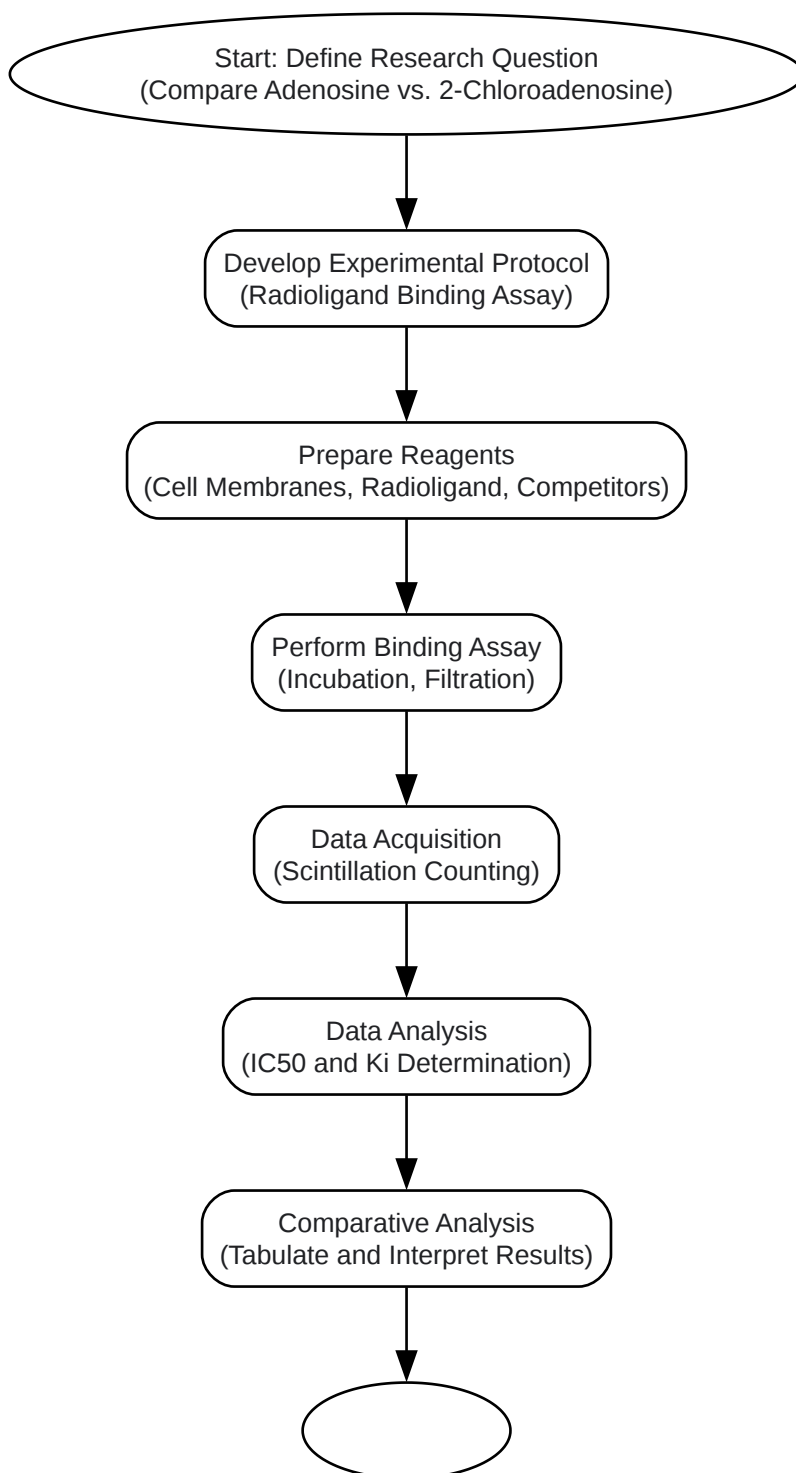 Start: Define Research Question
(Compare Adenosine vs. 2-Chloroadenosine)
Develop Experimental Protocol
(Radioligand Binding Assay)
Prepare Reagents
(Cell Membranes, Radioligand, Competitors)
Perform Binding Assay
(Incubation, Filtration)
Data Acquisition
(Scintillation Counting)
Data Analysis
(IC50 and Ki Determination)
Comparative Analysis
(Tabulate and Interpret Results)